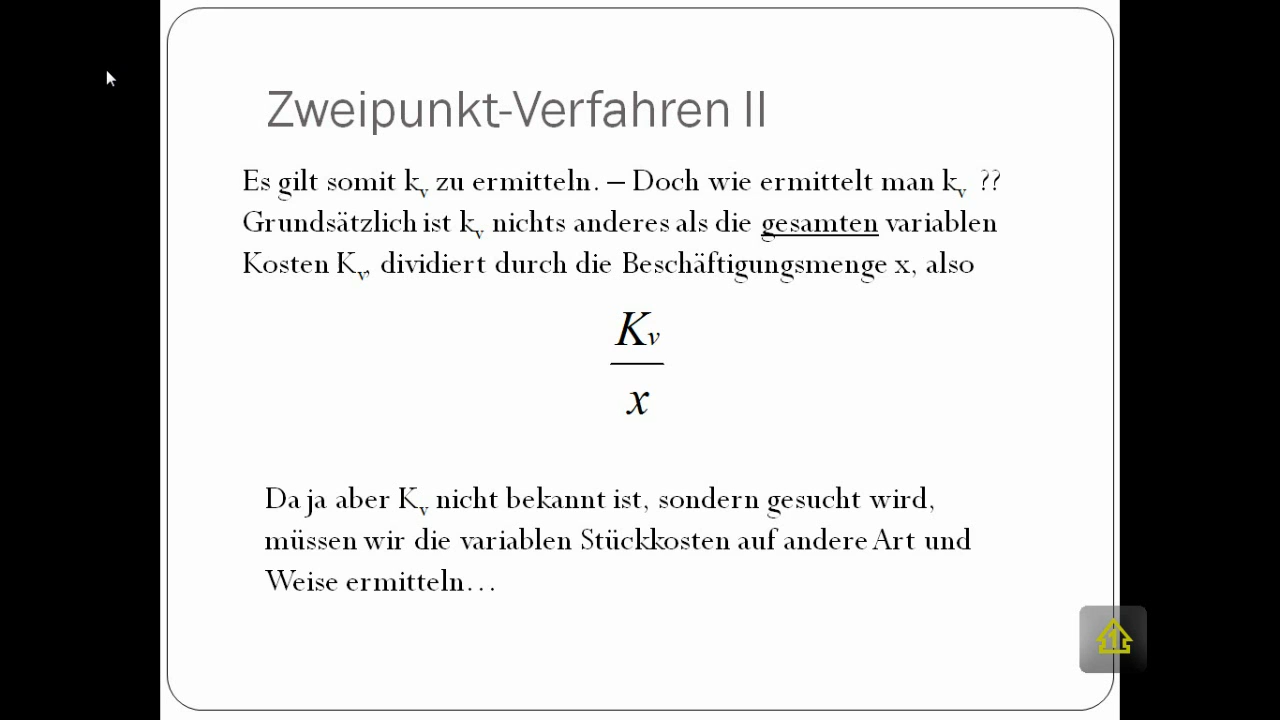 Zweipunkt-Verfahren II
Es gilt somit kv zu ermitteln. – Doch wie ermittelt man kv ??
Grundsätzlich ist kv nichts anderes als die gesamten variablen
Kosten Kv, dividiert durch die Beschäftigungsmenge x, also
Kv
x
Da ja aber Kv nicht bekannt ist, sondern gesucht wird,
müssen wir die variablen Stückkosten auf andere Art und
Weise ermitteln…
1